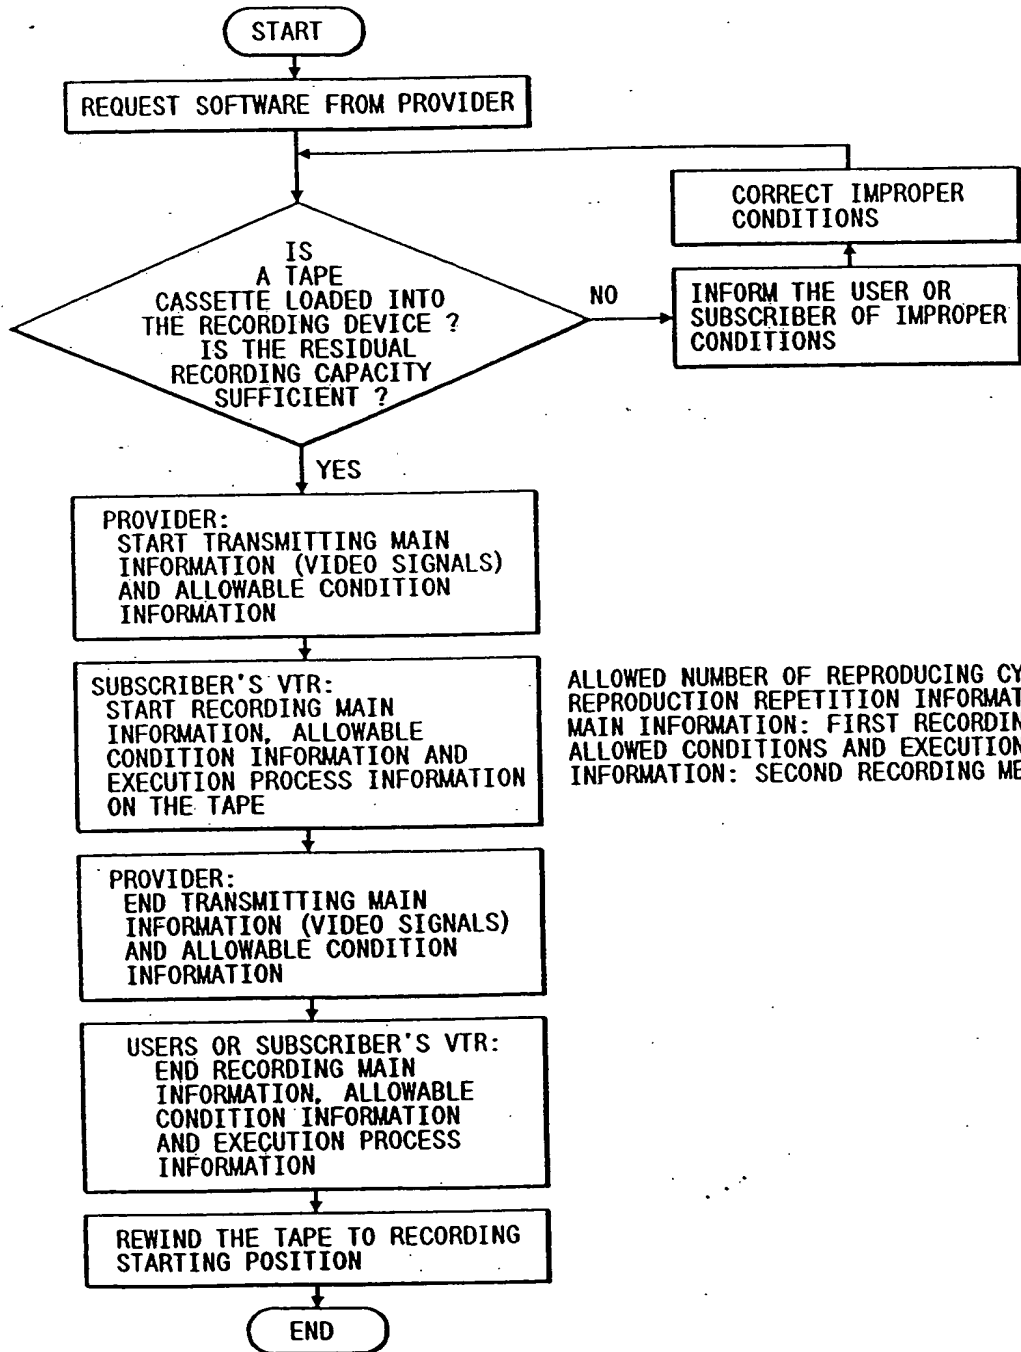 START
REQUEST SOFTWARE FROM PROVIDER
CORRECT IMPROPER
CONDITIONS
IS
A TAPE
CASSETTE LOADED INTO
THE RECORDING DEVICE ?
IS THE RESIDUAL
RECORDING CAPACITY
SUFFICIENT ?
NO
INFORM THE USER OR
SUBSCRIBER OF IMPROPER
CONDITIONS
YES
PROVIDER:
START TRANSMITTING MAIN
INFORMATION (VIDEO SIGNALS)
AND ALLOWABLE CONDITION
INFORMATION
SUBSCRIBER'S VTR:
START RECORDING MAIN
INFORMATION, ALLOWABLE
CONDITION INFORMATION AND
EXECUTION PROCESS INFORMATION
ON THE TAPE
ALLOWED NUMBER OF REPRODUCING CY
REPRODUCTION REPETITION INFORMAT
MAIN INFORMATION: FIRST RECORDIN
ALLOWED CONDITIONS AND EXECUTION
INFORMATION: SECOND RECORDING ME
PROVIDER:
END TRANSMITTING MAIN
INFORMATION (VIDEO SIGNALS)
AND ALLOWABLE CONDITION
INFORMATION
USERS OR SUBSCRIBER'S VTR:
END RECORDING MAIN
INFORMATION, ALLOWABLE
CONDITION INFORMATION
AND EXECUTION PROCESS
INFORMATION
REWIND THE TAPE TO RECORDING
STARTING POSITION
END